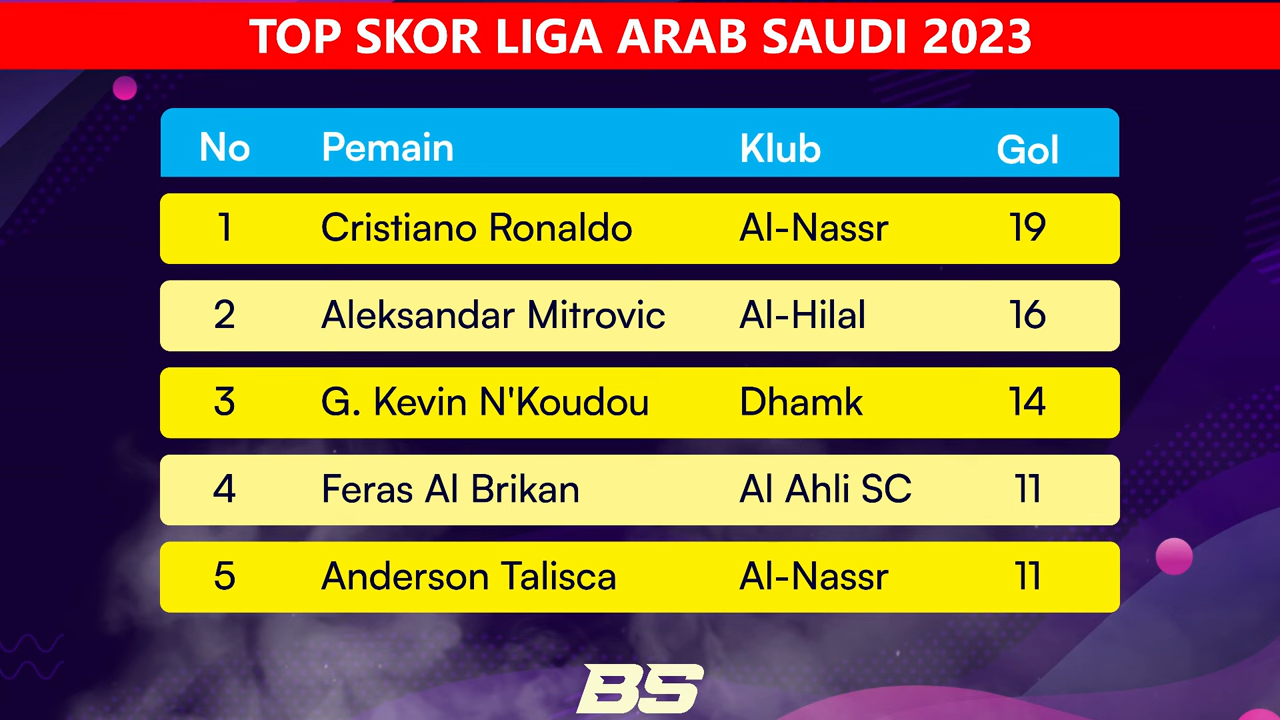 TOP SKOR LIGA ARAB SAUDI 2023
No Pemain Klub Gol
1 Cristiano Ronaldo Al-Nassr 19
2 Aleksandar Mitrovic Al-Hilal 16
3 G. Kevin N'Koudou Dhamk 14
4 Feras Al Brikan Al Ahli SC 11
5 Anderson Talisca Al-Nassr 11
BS